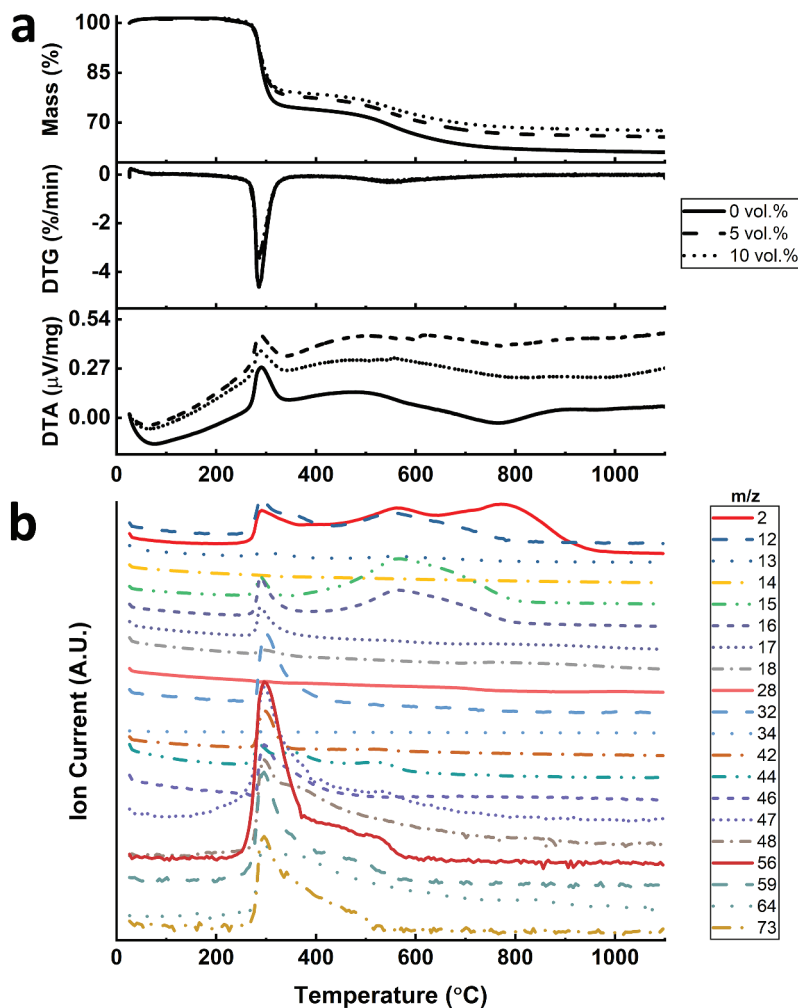 a
Mass (%)
100
85
70
DTG (%/min)
0
-2
-4
DTA (µV/mg)
0.54
0.27
0.00
0 200 400 600 800 1000
0 vol.%
5 vol.%
10 vol.%
b
Ion Current (A.U.)
0 200 400 600 800 1000
Temperature (°C)
m/z
2
12
13
14
15
16
17
18
28
32
34
42
44
46
47
48
56
59
64
73